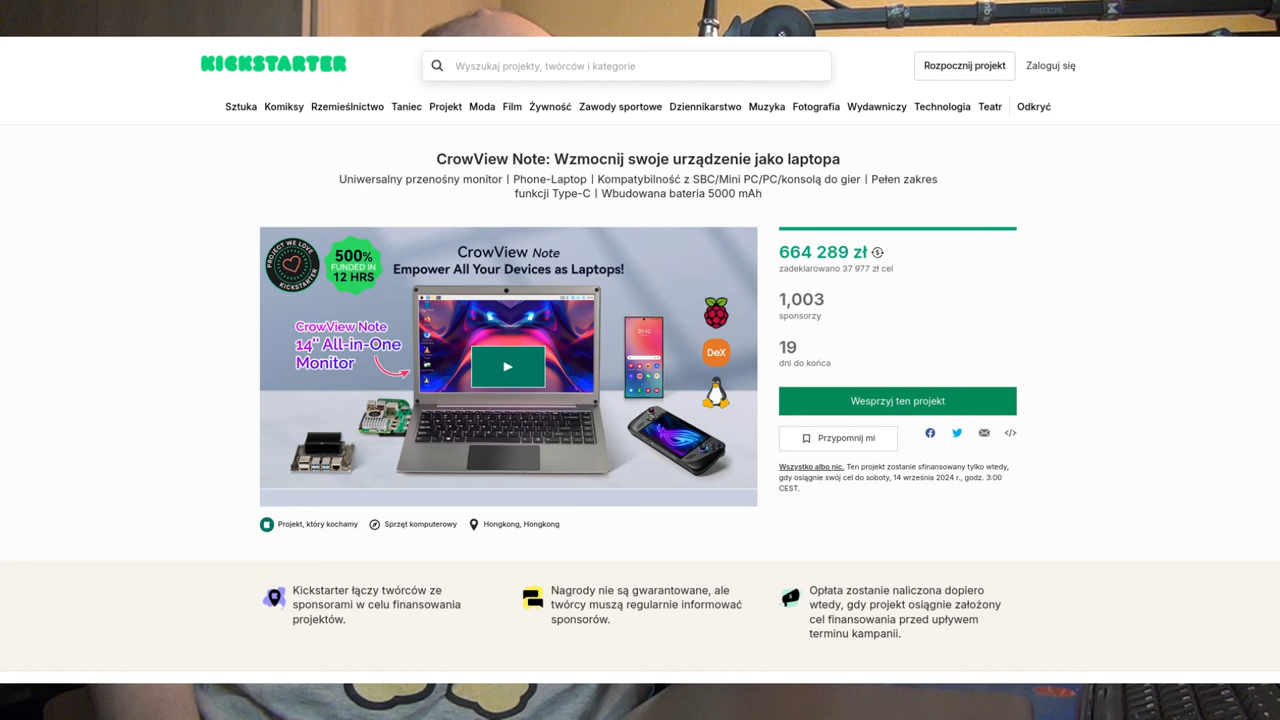 mozos
KICKSTARTER
Wyszukaj projekty, twórców i kategorie
Rozpocznij projekt
Zaloguj się
Sztuka Komiksy Rzemieślnictwo Taniec Projekt Moda Film Żywność Zawody sportowe Dziennikarstwo Muzyka Fotografia Wydawniczy Technologia Teatr Odkryć
CrowView Note: Wzmocnij swoje urządzenie jako laptopa
Uniwersalny przenośny monitor | Phone-Laptop | Kompatybilność z SBC/Mini PC/PC/konsolą do gier | Pełen zakres
funkcji Type-C | Wbudowana bateria 5000 mAh
PROJECT WE LOVE
KICKSTARTER
500%
FUNDED IN
12 HRS
CrowView Note
Empower All Your Devices as Laptops!
CrowView Note
14" All-in-One
Monitor
DeX
664 289 zł
zadeklarowano 37 977 zł cel
1,003
sponsorzy
19
dni do końca
Wesprzyj ten projekt
Przypomnij mi
Wszystko albo nic. Ten projekt zostanie sfinansowany tylko wtedy,
gdy osiągnie swój cel do soboty, 14 września 2024 r., godz. 3:00
CEST.
Projekt, który kochamy
Sprzęt komputerowy
Hongkong, Hongkong
Kickstarter łączy twórców ze
sponsorami w celu finansowania
projektów.
Nagrody nie są gwarantowane, ale
twórcy muszą regularnie informować
sponsorów.
Opłata zostanie naliczona dopiero
wtedy, gdy projekt osiągnie założony
cel finansowania przed upływem
terminu kampanii.